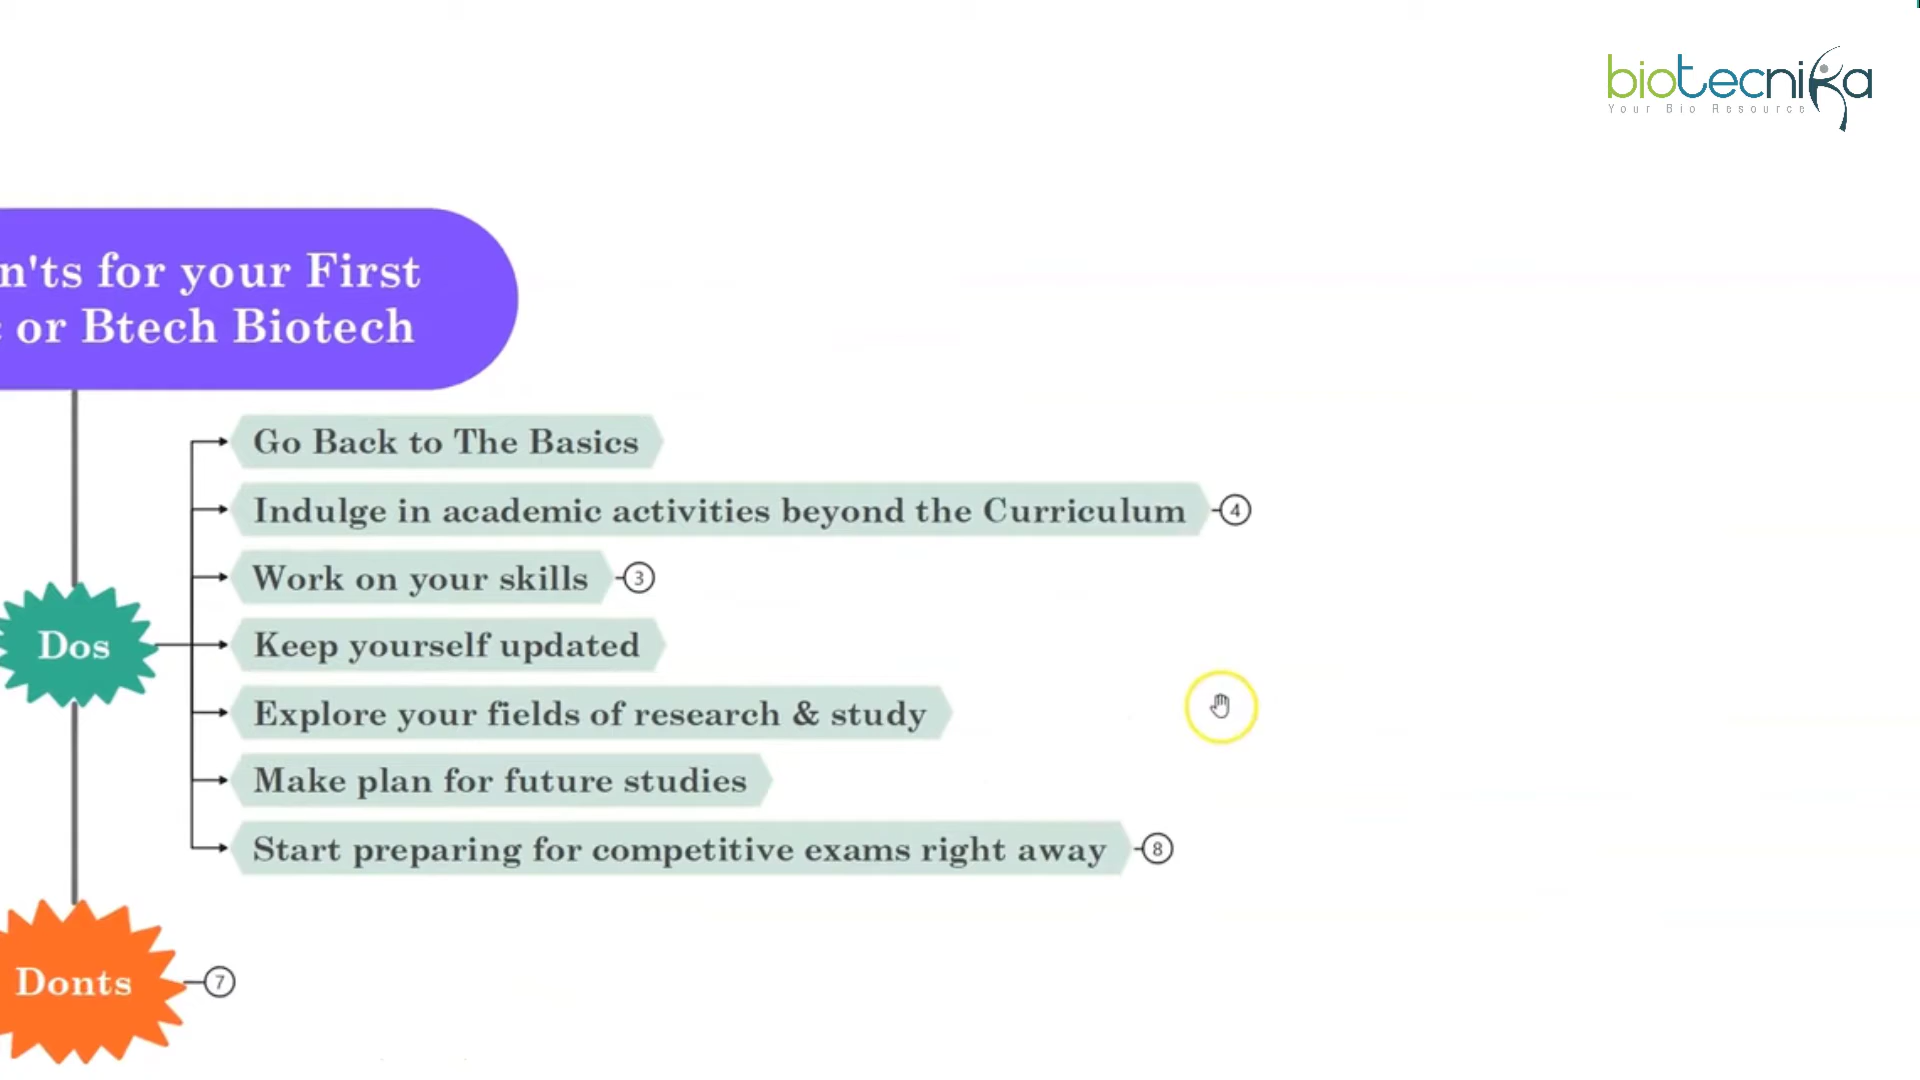 biotecnika
Your Bio Resource
n'ts for your First
or Btech Biotech
Go Back to The Basics
Indulge in academic activities beyond the Curriculum
4
Work on your skills
3
Dos
Keep yourself updated
Explore your fields of research & study
Make plan for future studies
Start preparing for competitive exams right away
8
Donts
7